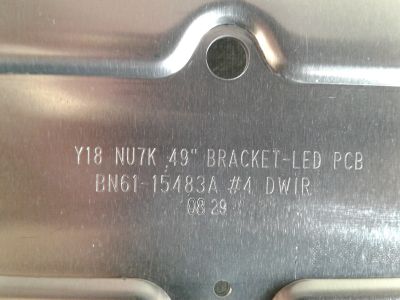 Y18 NU7K 49" BRACKET-LED PCB
BN61-15483A #4 DWIR
08 29